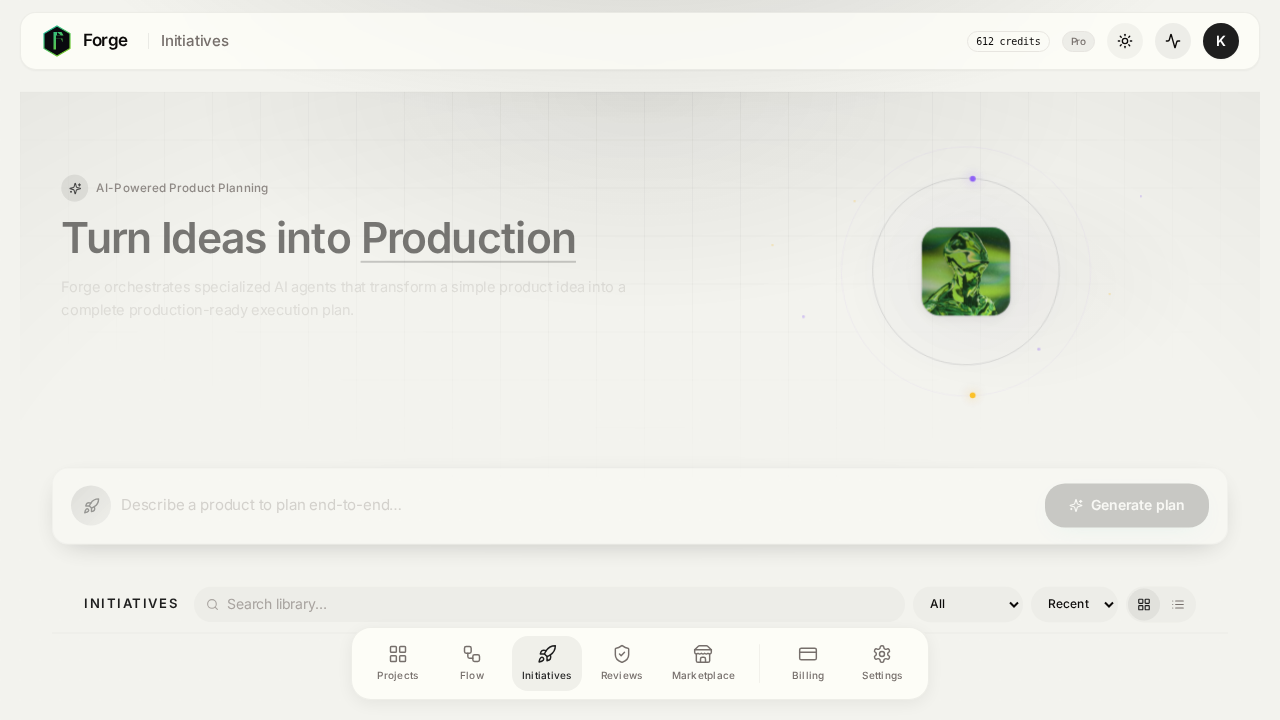 Forge
Initiatives
612 credits
Pro
K
AI-Powered Product Planning
Turn Ideas into Production
Forge orchestrates specialized AI agents that transform a simple product idea into a
complete production-ready execution plan.
Describe a product to plan end-to-end...
Generate plan
INITIATIVES
Search library...
All
Recent
Projects
Flow
Initiatives
Reviews
Marketplace
Billing
Settings